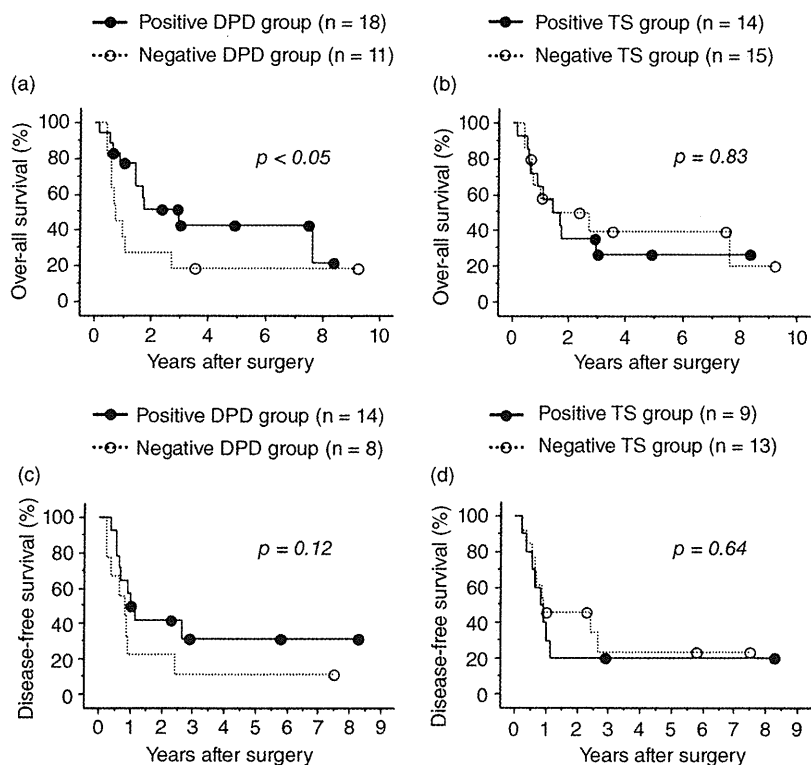 Positive DPD group (n = 18)
Negative DPD group (n = 11)
(a)
Over-all survival (%)
100
80
60
40
20
0
p < 0.05
0 2 4 6 8 10
Years after surgery
Positive TS group (n = 14)
Negative TS group (n = 15)
(b)
Over-all survival (%)
100
80
60
40
20
0
p = 0.83
0 2 4 6 8 10
Years after surgery
Positive DPD group (n = 14)
Negative DPD group (n = 8)
(c)
Disease-free survival (%)
100
80
60
40
20
0
p = 0.12
0 1 2 3 4 5 6 7 8 9
Years after surgery
Positive TS group (n = 9)
Negative TS group (n = 13)
(d)
Disease-free survival (%)
100
80
60
40
20
0
p = 0.64
0 1 2 3 4 5 6 7 8 9
Years after surgery